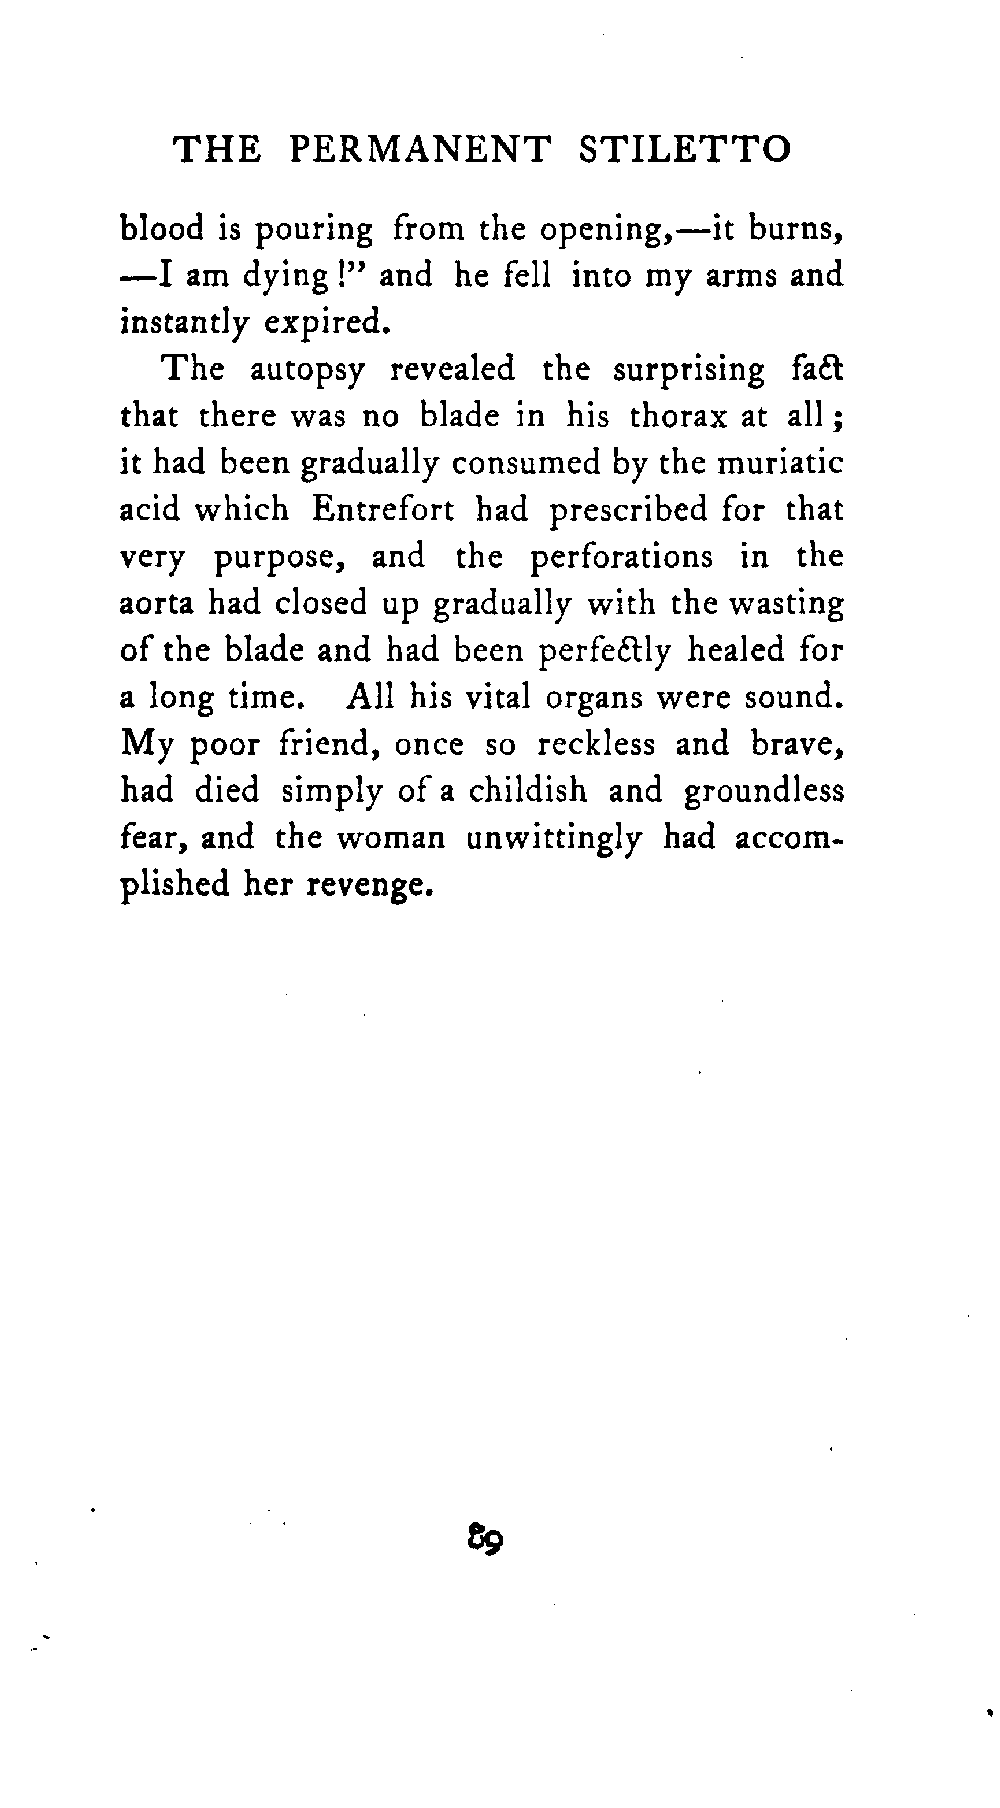 THE PERMANENT STILETTO
blood is pouring from the opening,—it burns,
—I am dying!” and he fell into my arms and
instantly expired.
The autopsy revealed the surprising fact
that there was no blade in his thorax at all;
it had been gradually consumed by the muriatic
acid which Entrefort had prescribed for that
very purpose, and the perforations in the
aorta had closed up gradually with the wasting
of the blade and had been perfectly healed for
a long time. All his vital organs were sound.
My poor friend, once so reckless and brave,
had died simply of a childish and groundless
fear, and the woman unwittingly had accom-
plished her revenge.
89